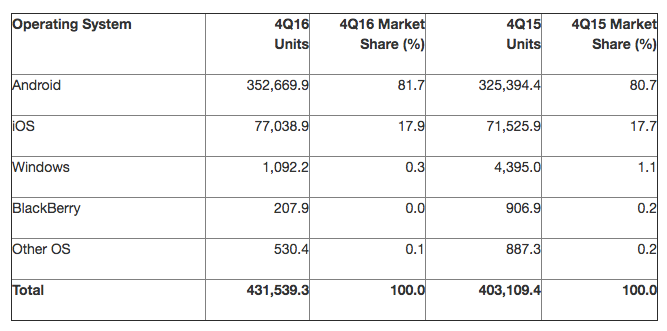 Operating System 4Q16 Units 4Q16 Market Share (%) 4Q15 Units 4Q15 Market Share (%)
Android 352,669.9 81.7 325,394.4 80.7
iOS 77,038.9 17.9 71,525.9 17.7
Windows 1,092.2 0.3 4,395.0 1.1
BlackBerry 207.9 0.0 906.9 0.2
Other OS 530.4 0.1 887.3 0.2
Total 431,539.3 100.0 403,109.4 100.0